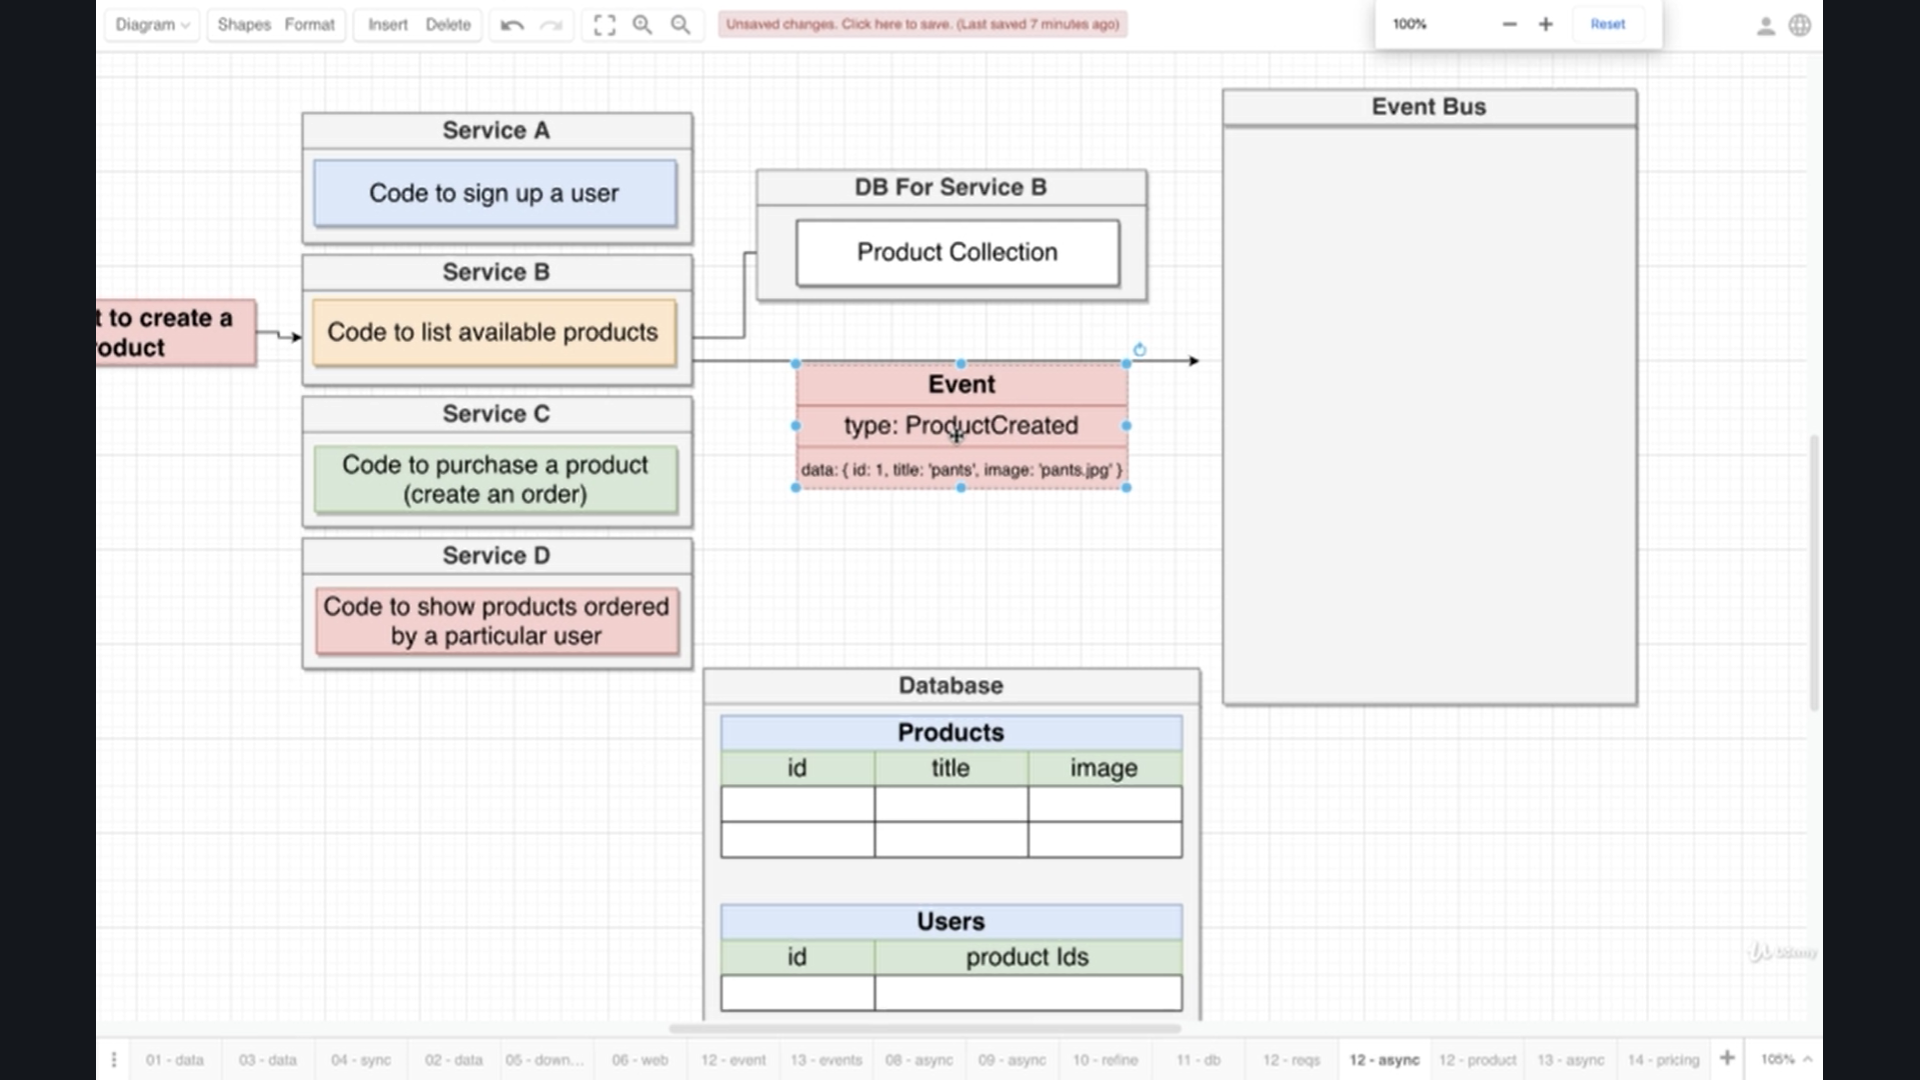 Diagram
Shapes
Format
Insert
Delete
Unsaved changes. Click here to save. (Last saved 7 minutes ago)
100%
Reset
Service A
Code to sign up a user
Service B
Code to list available products
t to create a
oduct
Service C
Code to purchase a product
(create an order)
Service D
Code to show products ordered
by a particular user
DB For Service B
Product Collection
Event
type: ProductCreated
data: { id: 1, title: 'pants', image: 'pants.jpg' }
Event Bus
Database
Products
id title image
Users
id product Ids
Udemy
01 - data
03 - data
04 - sync
02 - data
05 - down...
06 - web
12 - event
13 - events
08 - async
09 - async
10 - refine
11 - db
12 - reqs
12 - async
12 - product
13 - async
14 - pricing
105%